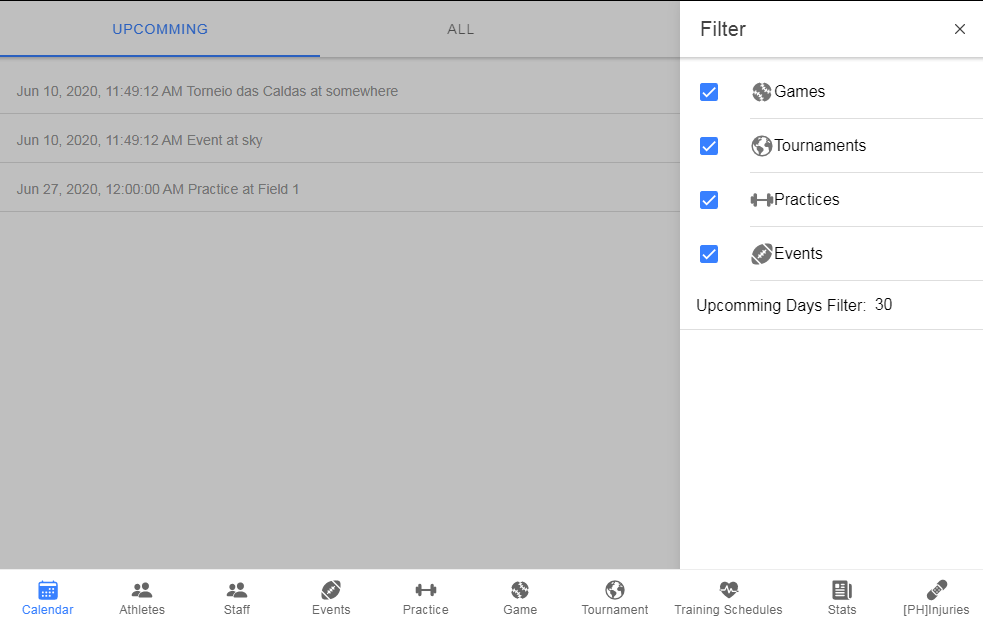 UPCOMMING
ALL
Filter
Jun 10, 2020, 11:49:12 AM Torneio das Caldas at somewhere
Games
Jun 10, 2020, 11:49:12 AM Event at sky
Tournaments
Jun 27, 2020, 12:00:00 AM Practice at Field 1
Practices
Events
Upcomming Days Filter: 30
Calendar
Athletes
Staff
Events
Practice
Game
Tournament
Training Schedules
Stats
[PH]Injuries